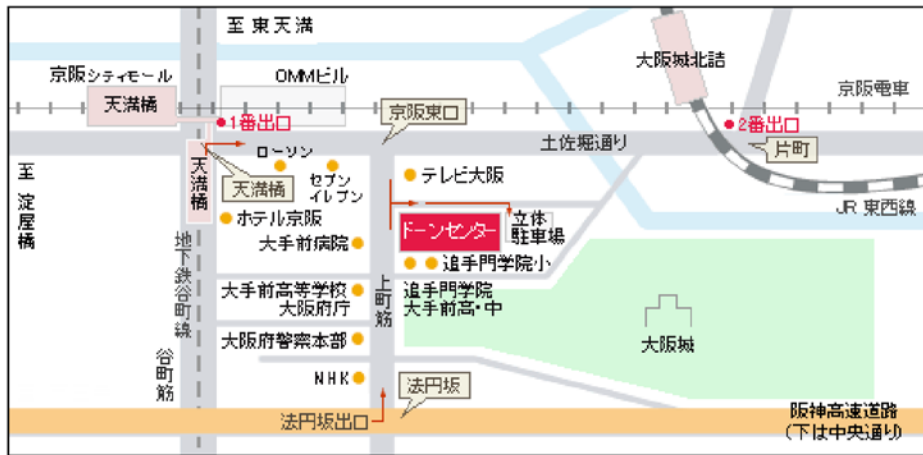 至 東天満
京阪シティモール
天満橋
OMMビル
大阪城北詰
京阪電車
1番出口
京阪東口
2番出口
土佐堀通り
片町
至 淀屋橋
天満橋
ローソン
天満橋
セブン
イレブン
テレビ大阪
JR 東西線
ホテル京阪
ドーンセンター
立体
駐車場
大手前病院
追手門学院小
地下鉄谷町線
大手前高等学校
大阪府庁
上町筋
追手門学院
大手前高・中
大阪府警察本部
大阪城
谷町筋
NHK
法円坂
法円坂出口
阪神高速道路
(下は中央通り)